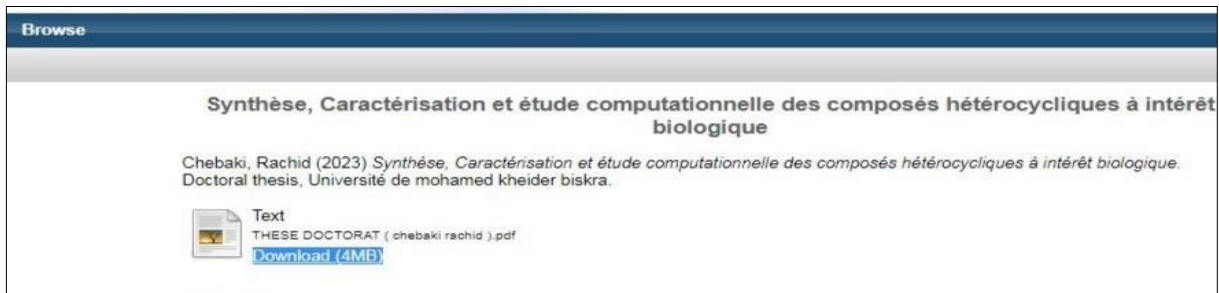 Browse
Synthèse, Caractérisation et étude computationnelle des composés hétérocycliques à intérêt
biologique
Chebaki, Rachid (2023) Synthèse, Caractérisation et étude computationnelle des composés hétérocycliques à intérêt biologique.
Doctoral thesis, Université de mohamed kheider biskra.
Text
THESE DOCTORAT ( chebaki rachid ).pdf
Download (4MB)